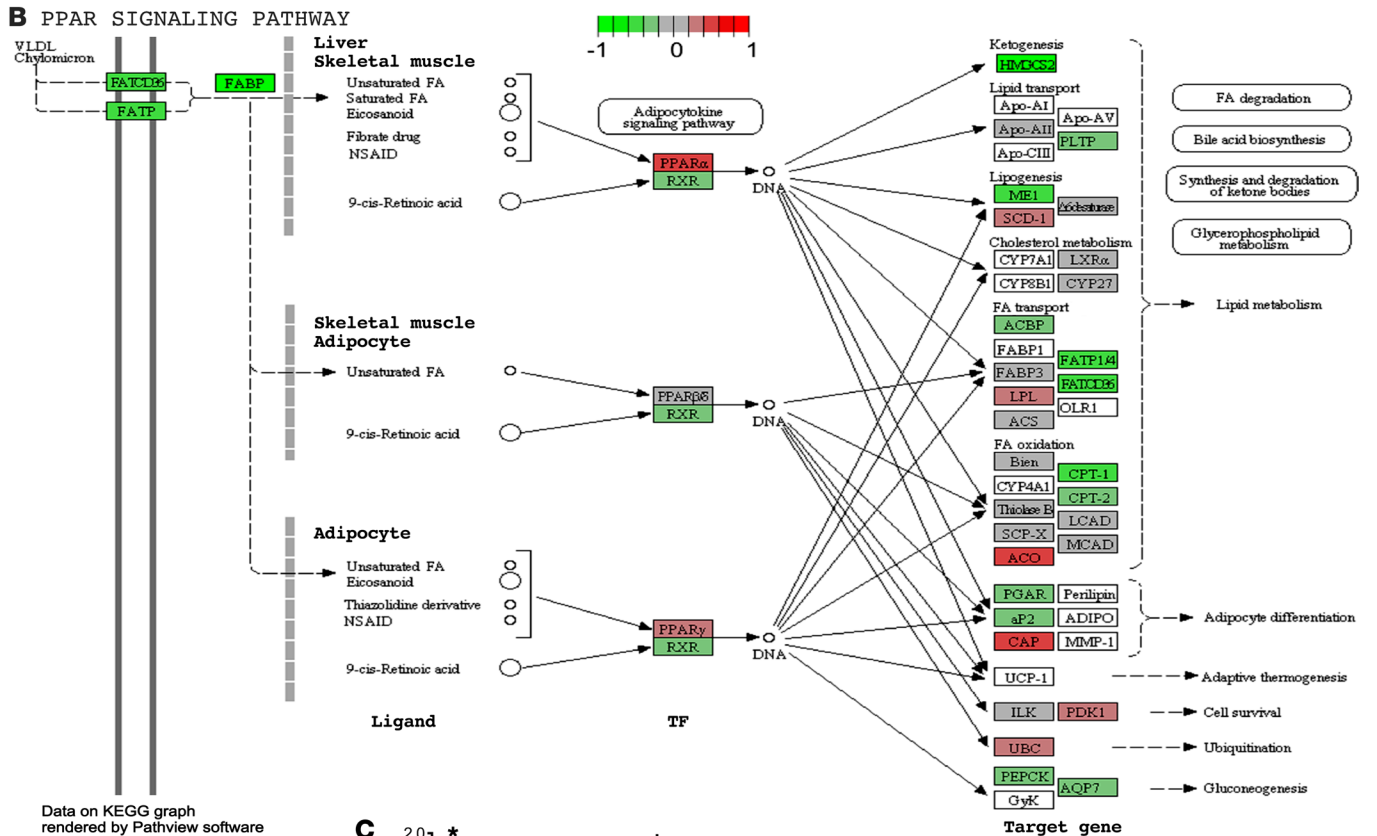 B PPAR SIGNALING PATHWAY
-1 0 1
VLDL
Chylomicron
FATCD36
FATP
FABP
Liver
Skeletal muscle
Unsaturated FA
Saturated FA
Eicosanoid
Fibrate drug
NSAID
9-cis-Retinoic acid
Adipocytokine
signaling pathway
PPARα
RXR
DNA
Skeletal muscle
Adipocyte
Unsaturated FA
9-cis-Retinoic acid
PPARβ/δ
RXR
DNA
Adipocyte
Unsaturated FA
Eicosanoid
Thiazolidine derivative
NSAID
9-cis-Retinoic acid
PPARγ
RXR
DNA
Ligand
TF
Ketogenesis
HMGCS2
Lipid transport
Apo-AI
Apo-AII
Apo-CIII
Apo-AV
PLTP
Lipogenesis
ME1
SCD-1
Cholesterol metabolism
CYP7A1 LXRα
CYP8B1 CYP27
FA transport
ACBP
FABP1
FABP3
LPL
ACS
FATP1/4
FATCD36
OLR1
FA oxidation
Bien
CYP4A1
Thiolase B
SCP-X
ACO
CPT-1
CPT-2
LCAD
MCAD
PGAR Perilipin
aP2 ADIPO
CAP MMP-1
UCP-1
ILK PDK1
UBC
PEPCK
GyK
AQP7
Target gene
FA degradation
Bile acid biosynthesis
Synthesis and degradation
of ketone bodies
Glycerophospholipid
metabolism
Lipid metabolism
Adipocyte differentiation
Adaptive thermogenesis
Cell survival
Ubiquitination
Gluconeogenesis
Data on KEGG graph
rendered by Pathview software
C